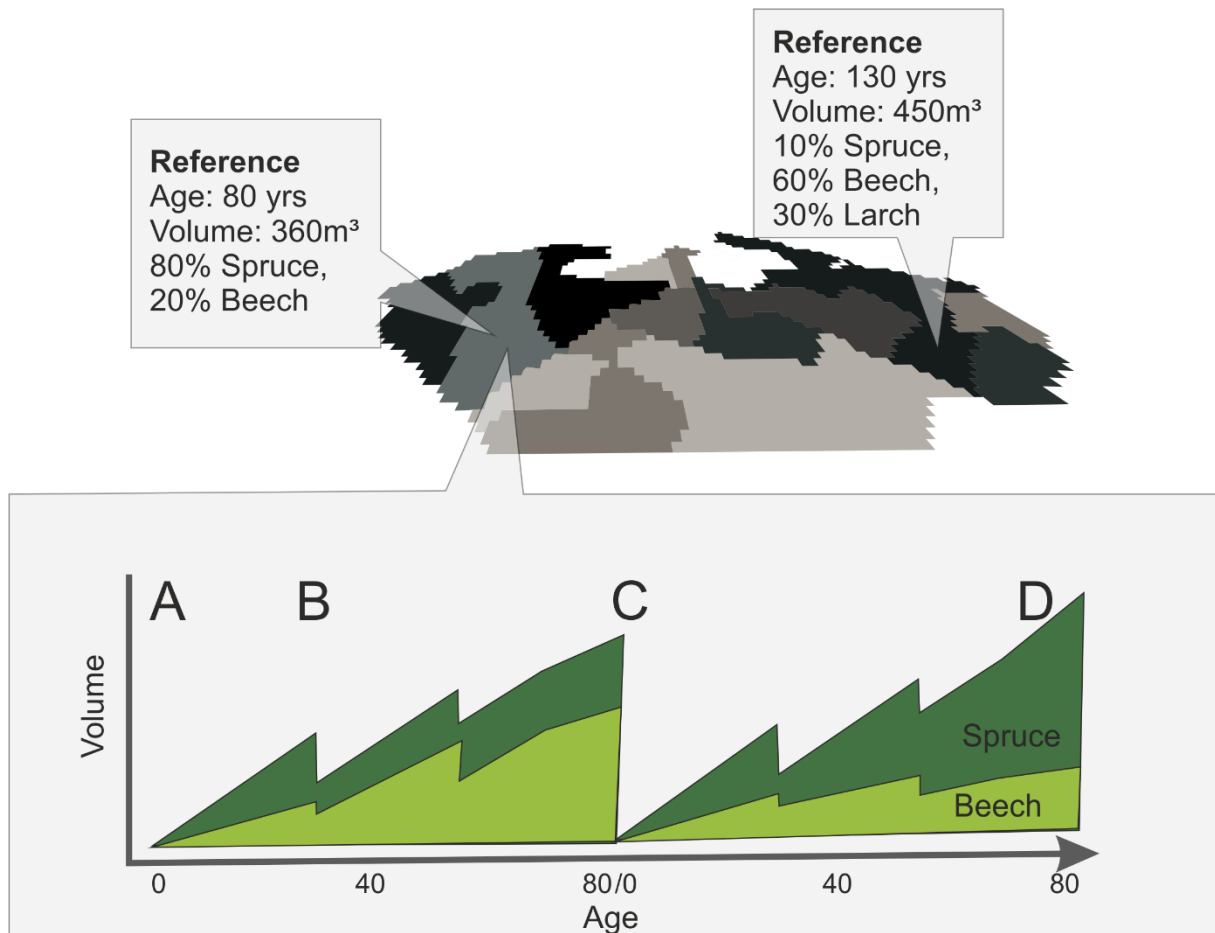 Reference
Age: 130 yrs
Volume: 450m³
10% Spruce,
60% Beech,
30% Larch
Reference
Age: 80 yrs
Volume: 360m³
80% Spruce,
20% Beech
A
B
C
D
Volume
Spruce
Beech
0
40
80/0
40
80
Age